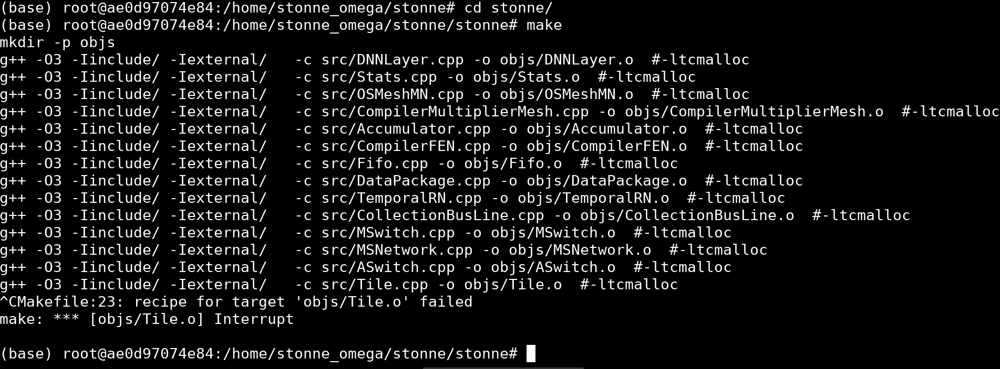 (base) root@ae0d97074e84:/home/stonne_omega/stonne# cd stonne/
(base) root@ae0d97074e84:/home/stonne_omega/stonne/stonne# make
mkdir -p objs
g++ -O3 -Iinclude/ -Iexternal/   -c src/DNNLayer.cpp -o objs/DNNLayer.o  #-ltcmalloc
g++ -O3 -Iinclude/ -Iexternal/   -c src/Stats.cpp -o objs/Stats.o  #-ltcmalloc
g++ -O3 -Iinclude/ -Iexternal/   -c src/OSMeshMN.cpp -o objs/OSMeshMN.o  #-ltcmalloc
g++ -O3 -Iinclude/ -Iexternal/   -c src/CompilerMultiplierMesh.cpp -o objs/CompilerMultiplierMesh.o  #-ltcmalloc
g++ -O3 -Iinclude/ -Iexternal/   -c src/Accumulator.cpp -o objs/Accumulator.o  #-ltcmalloc
g++ -O3 -Iinclude/ -Iexternal/   -c src/CompilerFEN.cpp -o objs/CompilerFEN.o  #-ltcmalloc
g++ -O3 -Iinclude/ -Iexternal/   -c src/Fifo.cpp -o objs/Fifo.o  #-ltcmalloc
g++ -O3 -Iinclude/ -Iexternal/   -c src/DataPackage.cpp -o objs/DataPackage.o  #-ltcmalloc
g++ -O3 -Iinclude/ -Iexternal/   -c src/TemporalRN.cpp -o objs/TemporalRN.o  #-ltcmalloc
g++ -O3 -Iinclude/ -Iexternal/   -c src/CollectionBusLine.cpp -o objs/CollectionBusLine.o  #-ltcmalloc
g++ -O3 -Iinclude/ -Iexternal/   -c src/MSwitch.cpp -o objs/MSwitch.o  #-ltcmalloc
g++ -O3 -Iinclude/ -Iexternal/   -c src/MSNetwork.cpp -o objs/MSNetwork.o  #-ltcmalloc
g++ -O3 -Iinclude/ -Iexternal/   -c src/ASwitch.cpp -o objs/ASwitch.o  #-ltcmalloc
g++ -O3 -Iinclude/ -Iexternal/   -c src/Tile.cpp -o objs/Tile.o  #-ltcmalloc
^CMakefile:23: recipe for target 'objs/Tile.o' failed
make: *** [objs/Tile.o] Interrupt
(base) root@ae0d97074e84:/home/stonne_omega/stonne/stonne#